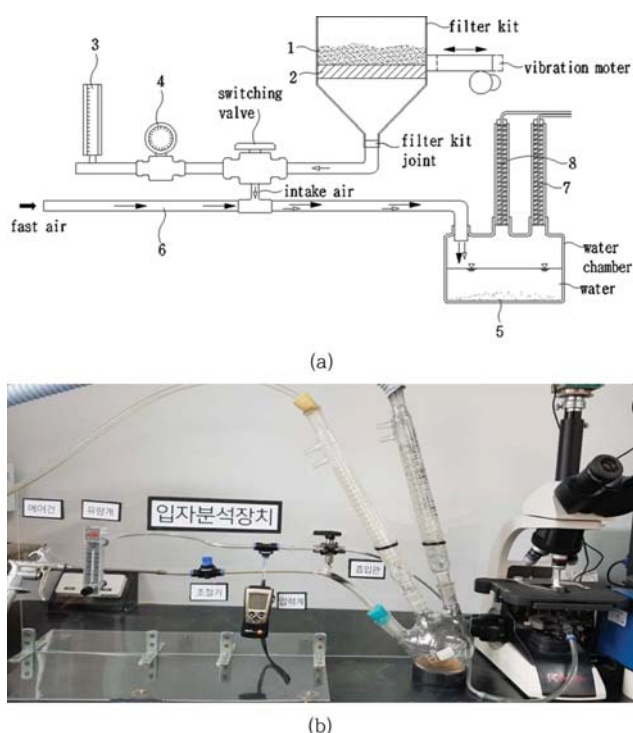 filter kit
1
2
vibration moter
3
4
switching
valve
filter kit
joint
intake air
fast air
6
8
7
water
chamber
water
5
(a)
에어건
유량계
입자분석장치
흡입관
조절기
압력계
(b)